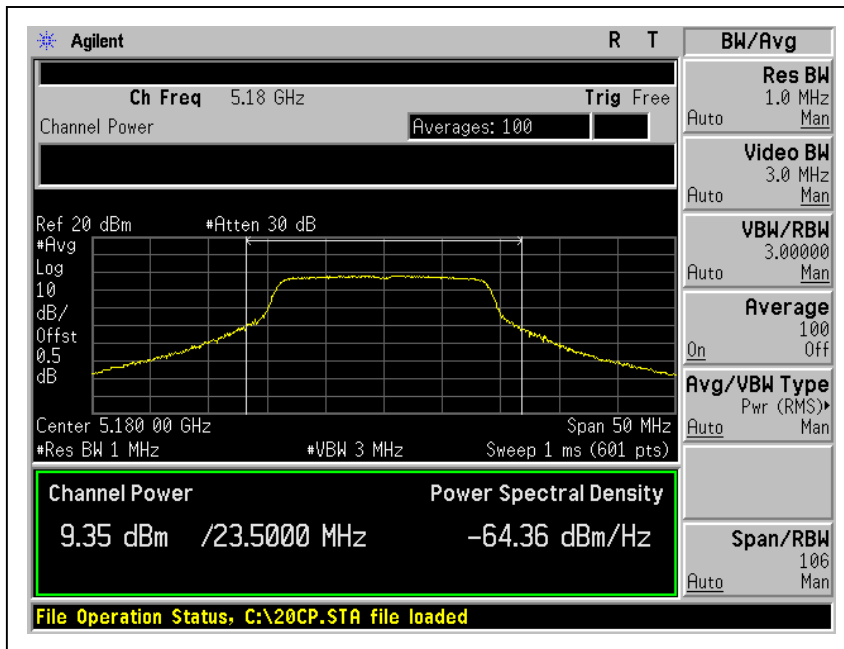 Agilent R T BW/Avg
Ch Freq 5.18 GHz Trig Free
Channel Power Averages: 100
Res BW
1.0 MHz
Auto Man
Video BW
3.0 MHz
Auto Man
VBW/RBW
3.00000
Auto Man
Average
100
On Off
Avg/VBW Type
Pwr (RMS)▸
Auto Man
Span/RBW
106
Auto Man
Ref 20 dBm #Atten 30 dB
#Avg
Log
10
dB/
Offst
0.5
dB
Center 5.180 00 GHz Span 50 MHz
#Res BW 1 MHz #VBW 3 MHz Sweep 1 ms (601 pts)
Channel Power Power Spectral Density
9.35 dBm /23.5000 MHz -64.36 dBm/Hz
File Operation Status, C:\20CP.STA file loaded